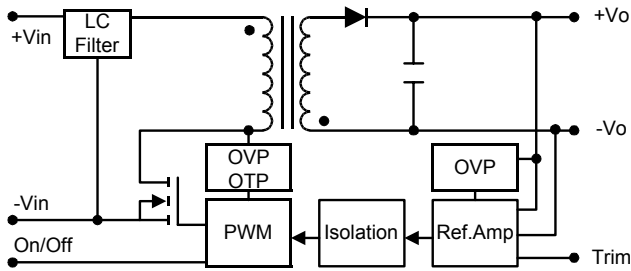 +Vin
LC
Filter
+Vo
-Vo
OVP
OTP
OVP
-Vin
On/Off
PWM
Isolation
Ref.Amp
Trim